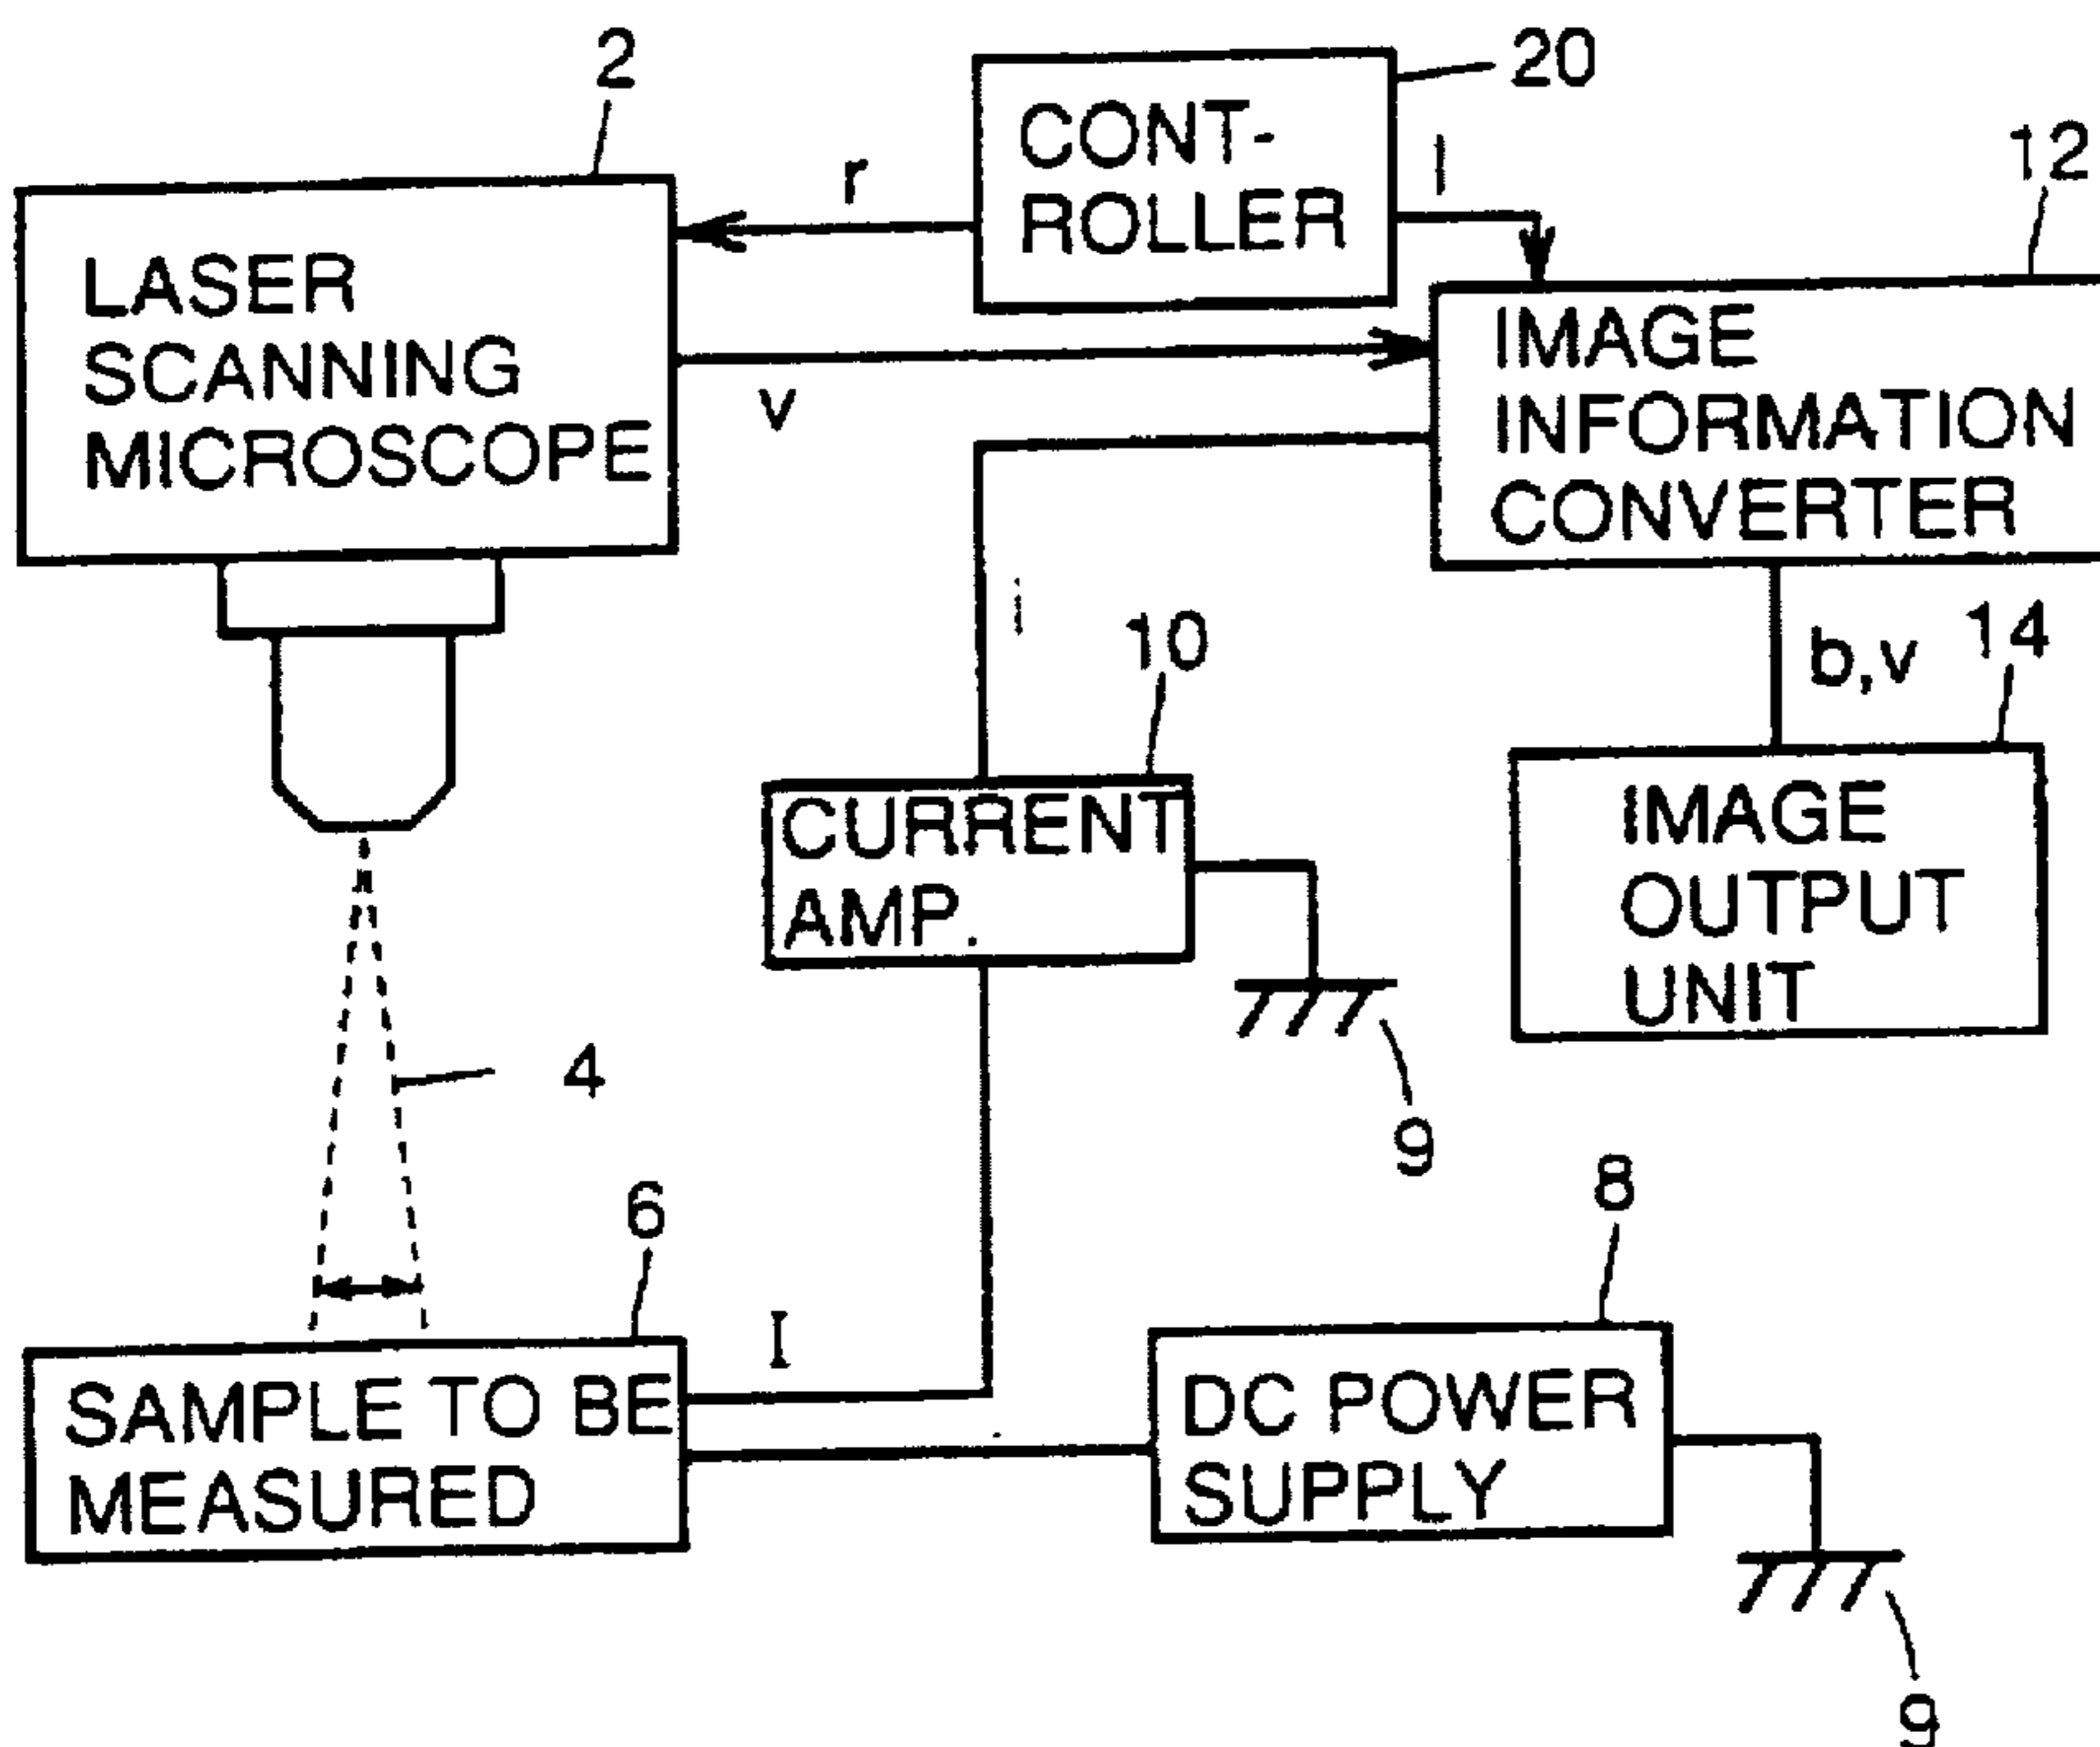 2
20
12
CONT-
ROLLER
r
l
LASER
SCANNING
MICROSCOPE
v
IMAGE
INFORMATION
CONVERTER
i
10
b,v
14
CURRENT
AMP.
IMAGE
OUTPUT
UNIT
4
9
6
8
I
SAMPLE TO BE
MEASURED
DC POWER
SUPPLY
9